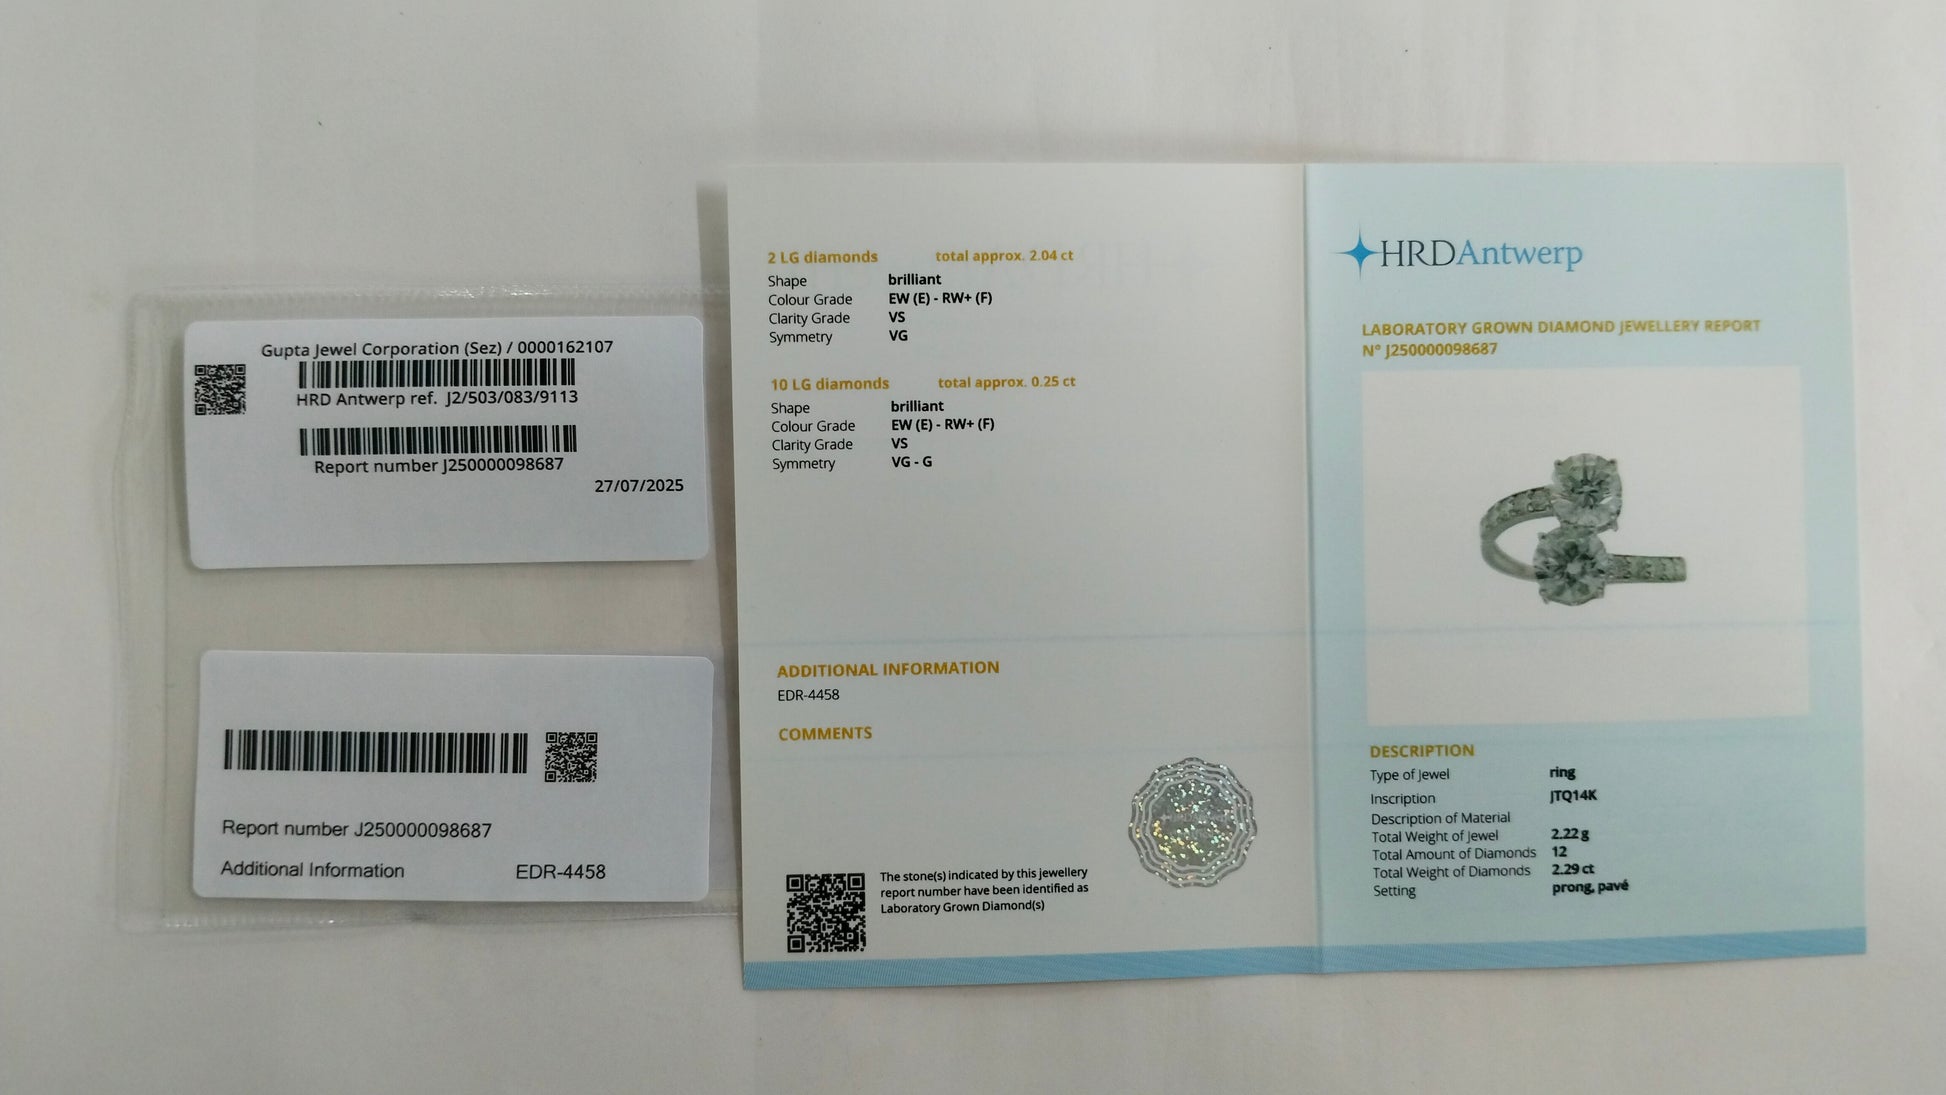 Gupta Jewel Corporation (Sez) / 0000162107
HRD Antwerp ref. J2/503/083/9113
Report number J250000098687
27/07/2025
Report number J250000098687
Additional Information EDR-4458
2 LG diamonds total approx. 2.04 ct
Shape brilliant
Colour Grade EW (E) - RW+ (F)
Clarity Grade VS
Symmetry VG
10 LG diamonds total approx. 0.25 ct
Shape brilliant
Colour Grade EW (E) - RW+ (F)
Clarity Grade VS
Symmetry VG - G
ADDITIONAL INFORMATION
EDR-4458
COMMENTS
The stone(s) indicated by this jewellery
report number have been identified as
Laboratory Grown Diamond(s)
HRDAntwerp
LABORATORY GROWN DIAMOND JEWELLERY REPORT
N° J250000098687
DESCRIPTION
Type of Jewel ring
Inscription JTQ14K
Description of Material
Total Weight of Jewel 2.22 g
Total Amount of Diamonds 12
Total Weight of Diamonds 2.29 ct
Setting prong, pavé